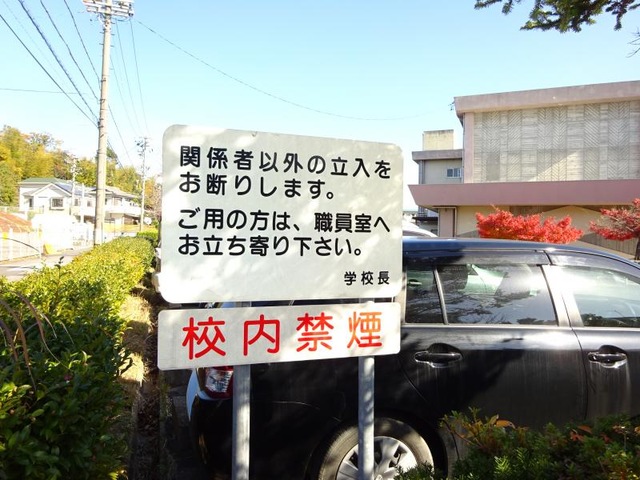 関係者以外の立入を
お断りします。
ご用の方は、職員室へ
お立ち寄り下さい。
学校長
校内禁煙